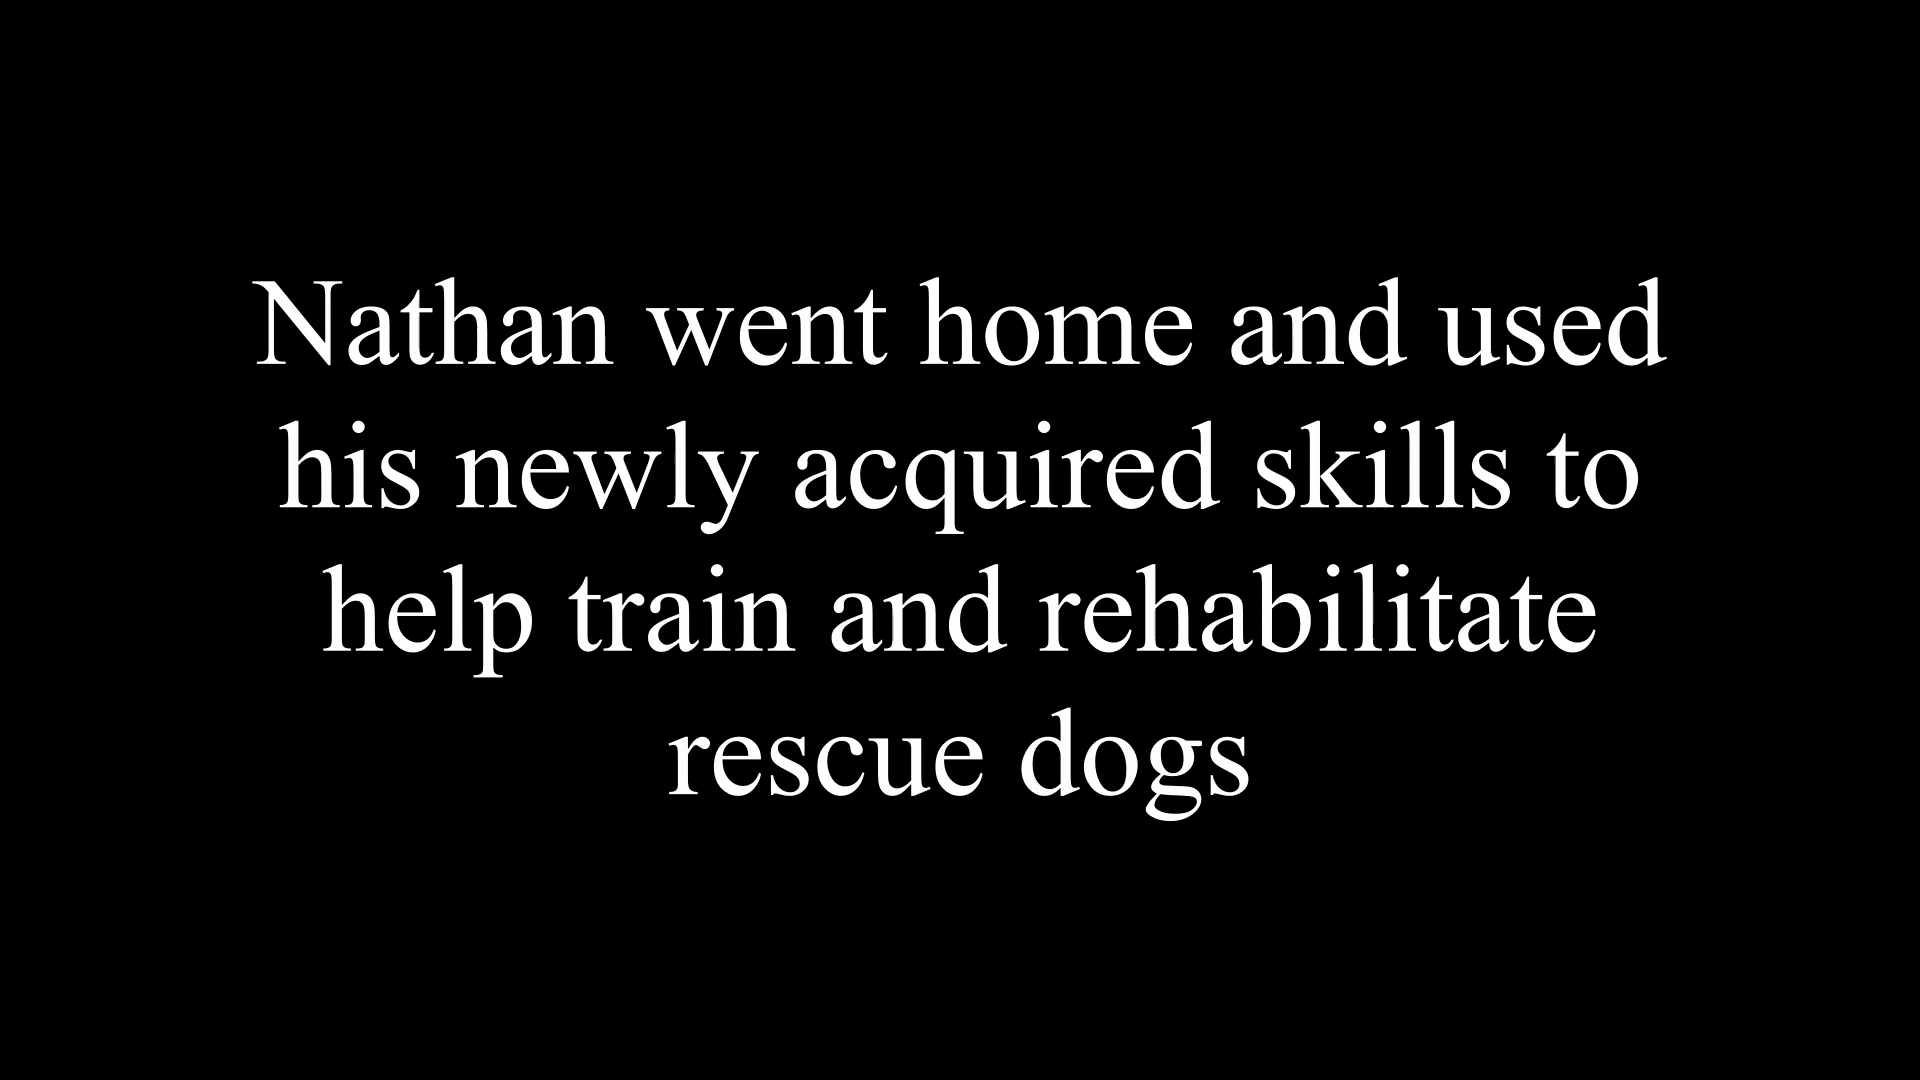 Nathan went home and used
his newly acquired skills to
help train and rehabilitate
rescue dogs